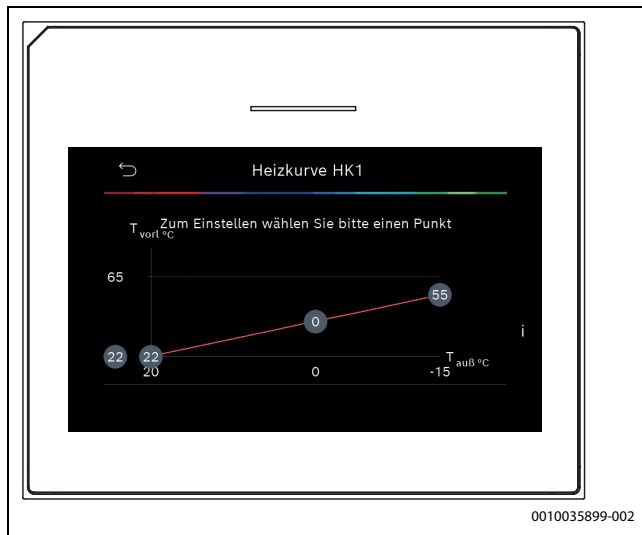 Heizkurve HK1
Zum Einstellen wählen Sie bitte einen Punkt
T vorl °C
65
55
0
22 22
T auß °C
20 0 -15
i
0010035899-002